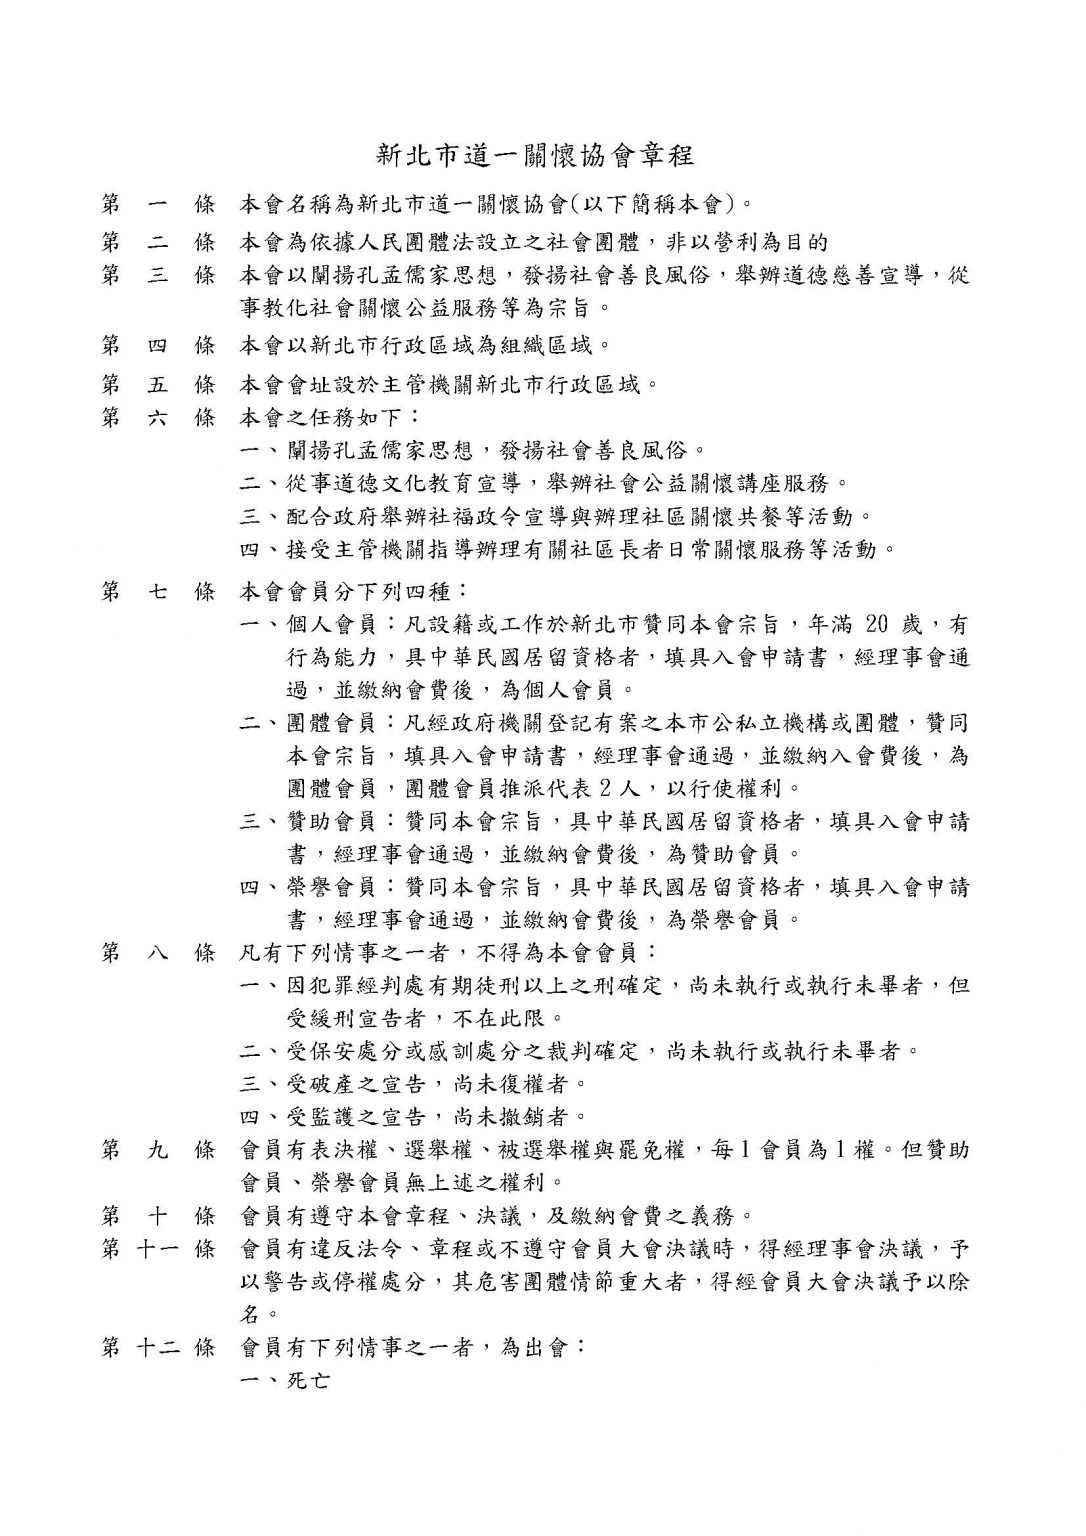 新北市道一關懷協會章程
第一條 本會名稱為新北市道一關懷協會(以下簡稱本會)。
第二條 本會為依據人民團體法設立之社會團體，非以營利為目的
第三條 本會以闡揚孔孟儒家思想，發揚社會善良風俗，舉辦道德慈善宣導，從
事教化社會關懷公益服務等為宗旨。
第四條 本會以新北市行政區域為組織區域。
第五條 本會會址設於主管機關新北市行政區域。
第六條 本會之任務如下：
一、闡揚孔孟儒家思想，發揚社會善良風俗。
二、從事道德文化教育宣導，舉辦社會公益關懷講座服務。
三、配合政府舉辦社福政令宣導與辦理社區關懷共餐等活動。
四、接受主管機關指導辦理有關社區長者日常關懷服務等活動。
第七條 本會會員分下列四種：
一、個人會員：凡設籍或工作於新北市贊同本會宗旨，年滿 20 歲，有
行為能力，具中華民國居留資格者，填具入會申請書，經理事會通
過，並繳納會費後，為個人會員。
二、團體會員：凡經政府機關登記有案之本市公私立機構或團體，贊同
本會宗旨，填具入會申請書，經理事會通過，並繳納入會費後，為
團體會員，團體會員推派代表 2 人，以行使權利。
三、贊助會員：贊同本會宗旨，具中華民國居留資格者，填具入會申請
書，經理事會通過，並繳納會費後，為贊助會員。
四、榮譽會員：贊同本會宗旨，具中華民國居留資格者，填具入會申請
書，經理事會通過，並繳納會費後，為榮譽會員。
第八條 凡有下列情事之一者，不得為本會會員：
一、因犯罪經判處有期徒刑以上之刑確定，尚未執行或執行未畢者，但
受緩刑宣告者，不在此限。
二、受保安處分或感訓處分之裁判確定，尚未執行或執行未畢者。
三、受破產之宣告，尚未復權者。
四、受監護之宣告，尚未撤銷者。
第九條 會員有表決權、選舉權、被選舉權與罷免權，每 1 會員為 1 權。但贊助
會員、榮譽會員無上述之權利。
第十條 會員有遵守本會章程、決議，及繳納會費之義務。
第十一條 會員有違反法令、章程或不遵守會員大會決議時，得經理事會決議，予
以警告或停權處分，其危害團體情節重大者，得經會員大會決議予以除
名。
第十二條 會員有下列情事之一者，為出會：
一、死亡